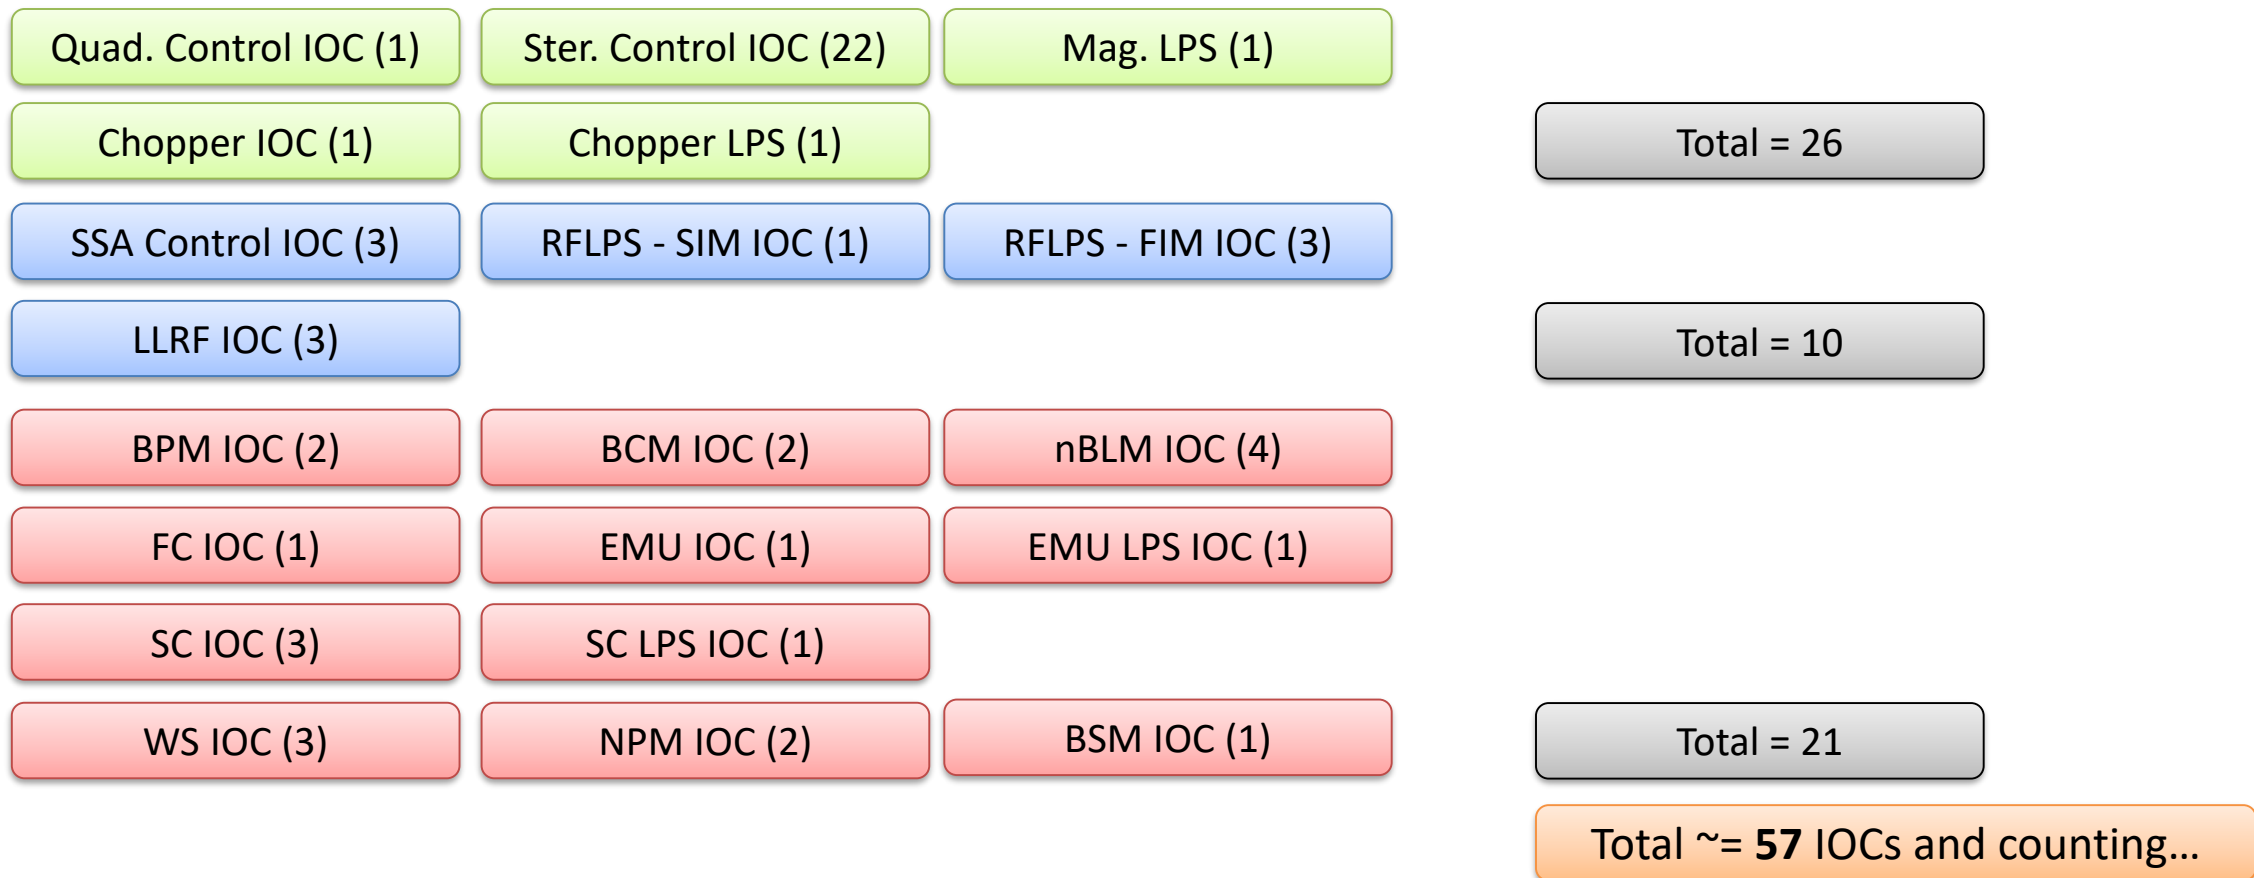 Quad. Control IOC (1)
Ster. Control IOC (22)
Mag. LPS (1)
Chopper IOC (1)
Chopper LPS (1)
Total = 26
SSA Control IOC (3)
RFLPS - SIM IOC (1)
RFLPS - FIM IOC (3)
LLRF IOC (3)
Total = 10
BPM IOC (2)
BCM IOC (2)
nBLM IOC (4)
FC IOC (1)
EMU IOC (1)
EMU LPS IOC (1)
SC IOC (3)
SC LPS IOC (1)
WS IOC (3)
NPM IOC (2)
BSM IOC (1)
Total = 21
Total ~= 57 IOCs and counting...